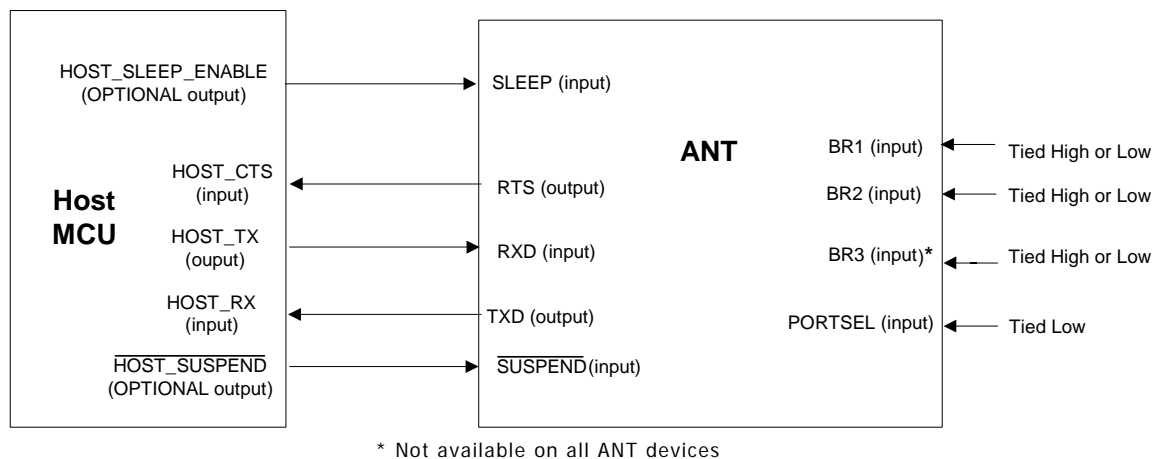 HOST_SLEEP_ENABLE
(OPTIONAL output)
SLEEP (input)
ANT
BR1 (input)
Tied High or Low
HOST_CTS
(input)
RTS (output)
BR2 (input)
Tied High or Low
Host
MCU
HOST_TX
(ouput)
RXD (input)
BR3 (input)*
Tied High or Low
HOST_RX
(input)
TXD (output)
PORTSEL (input)
Tied Low
HOST_SUSPEND
(OPTIONAL output)
SUSPEND(input)
* Not available on all ANT devices